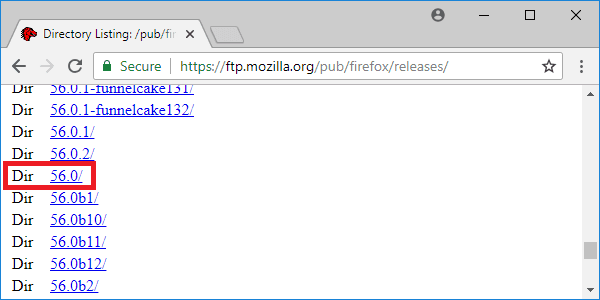 Directory Listing: /pub/fir
Secure https://ftp.mozilla.org/pub/firefox/releases/
Dir 56.0.1-funnelcake131/
Dir 56.0.1-funnelcake132/
Dir 56.0.1/
Dir 56.0.2/
Dir 56.0/
Dir 56.0b1/
Dir 56.0b10/
Dir 56.0b11/
Dir 56.0b12/
Dir 56.0b2/